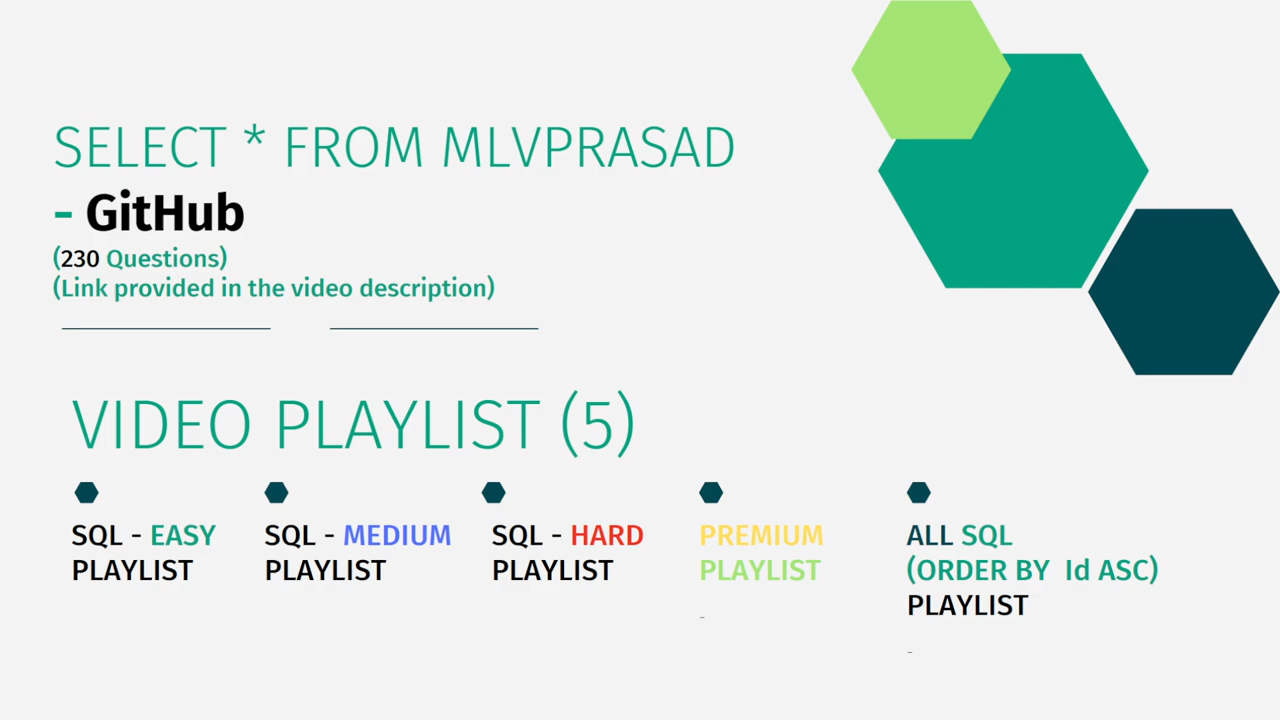 SELECT * FROM MLVPRASAD
- GitHub
(230 Questions)
(Link provided in the video description)
VIDEO PLAYLIST (5)
SQL - EASY
PLAYLIST
SQL - MEDIUM
PLAYLIST
SQL - HARD
PLAYLIST
PREMIUM
PLAYLIST
-
ALL SQL
(ORDER BY Id ASC)
PLAYLIST
-